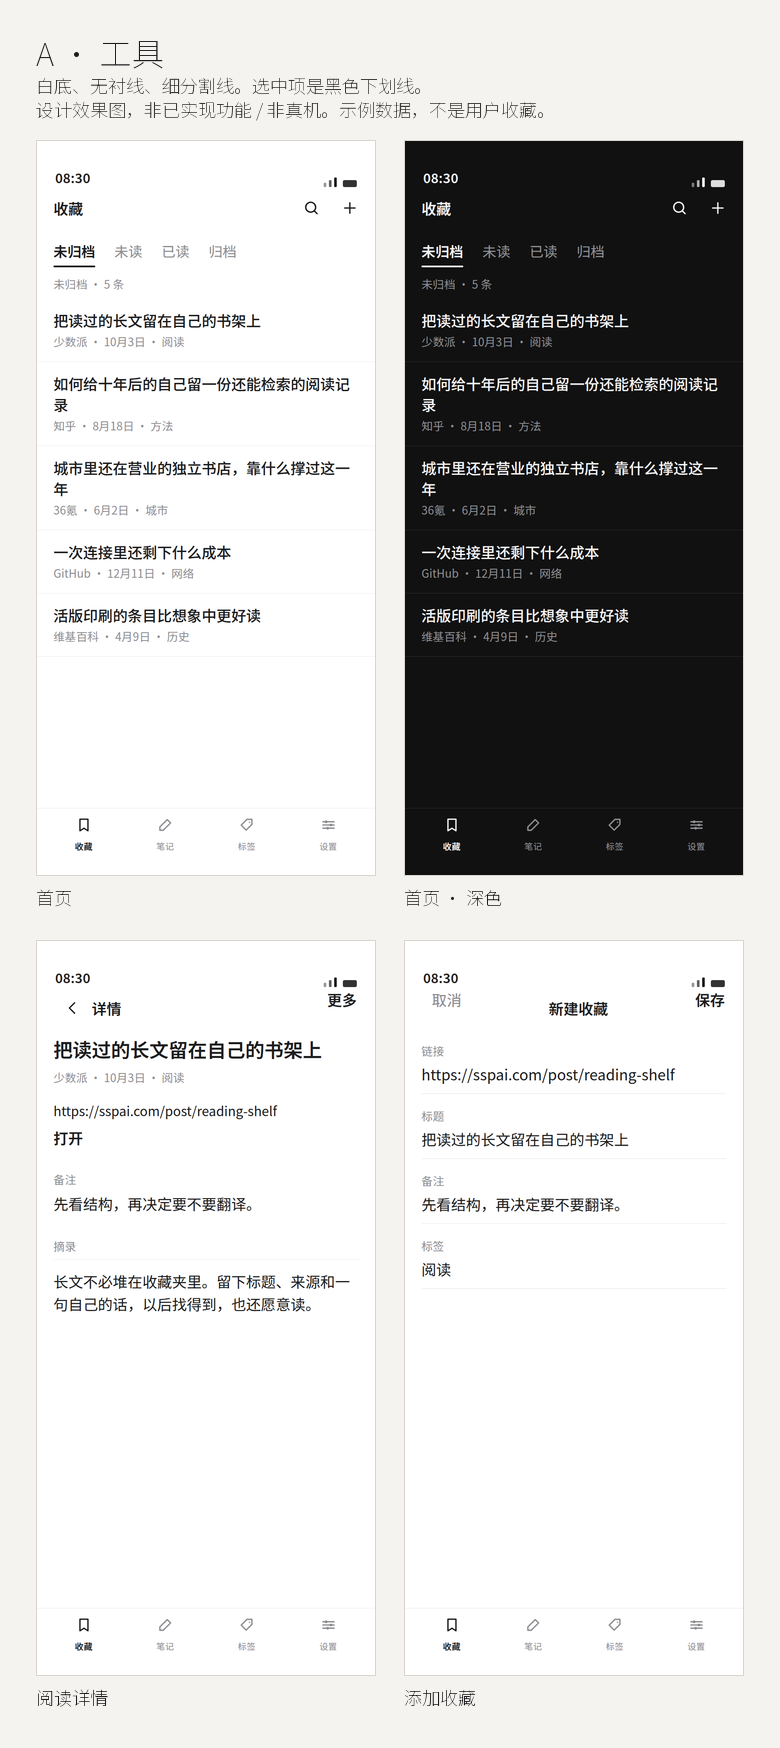 A · 工具
白底、无衬线、细分割线。选中项是黑色下划线。
设计效果图，非已实现功能 / 非真机。示例数据，不是用户收藏。
08:30
收藏
未归档 未读 已读 归档
未归档 · 5 条
把读过的长文留在自己的书架上
少数派 · 10月3日 · 阅读
如何给十年后的自己留一份还能检索的阅读记
录
知乎 · 8月18日 · 方法
城市里还在营业的独立书店，靠什么撑过这一
年
36氪 · 6月2日 · 城市
一次连接里还剩下什么成本
GitHub · 12月11日 · 网络
活版印刷的条目比想象中更好读
维基百科 · 4月9日 · 历史
收藏 笔记 标签 设置
首页
08:30
收藏
未归档 未读 已读 归档
未归档 · 5 条
把读过的长文留在自己的书架上
少数派 · 10月3日 · 阅读
如何给十年后的自己留一份还能检索的阅读记
录
知乎 · 8月18日 · 方法
城市里还在营业的独立书店，靠什么撑过这一
年
36氪 · 6月2日 · 城市
一次连接里还剩下什么成本
GitHub · 12月11日 · 网络
活版印刷的条目比想象中更好读
维基百科 · 4月9日 · 历史
收藏 笔记 标签 设置
首页 · 深色
08:30
详情 更多
把读过的长文留在自己的书架上
少数派 · 10月3日 · 阅读
https://sspai.com/post/reading-shelf
打开
备注
先看结构，再决定要不要翻译。
摘录
长文不必堆在收藏夹里。留下标题、来源和一
句自己的话，以后找得到，也还愿意读。
收藏 笔记 标签 设置
阅读详情
08:30
取消 新建收藏 保存
链接
https://sspai.com/post/reading-shelf
标题
把读过的长文留在自己的书架上
备注
先看结构，再决定要不要翻译。
标签
阅读
收藏 笔记 标签 设置
添加收藏